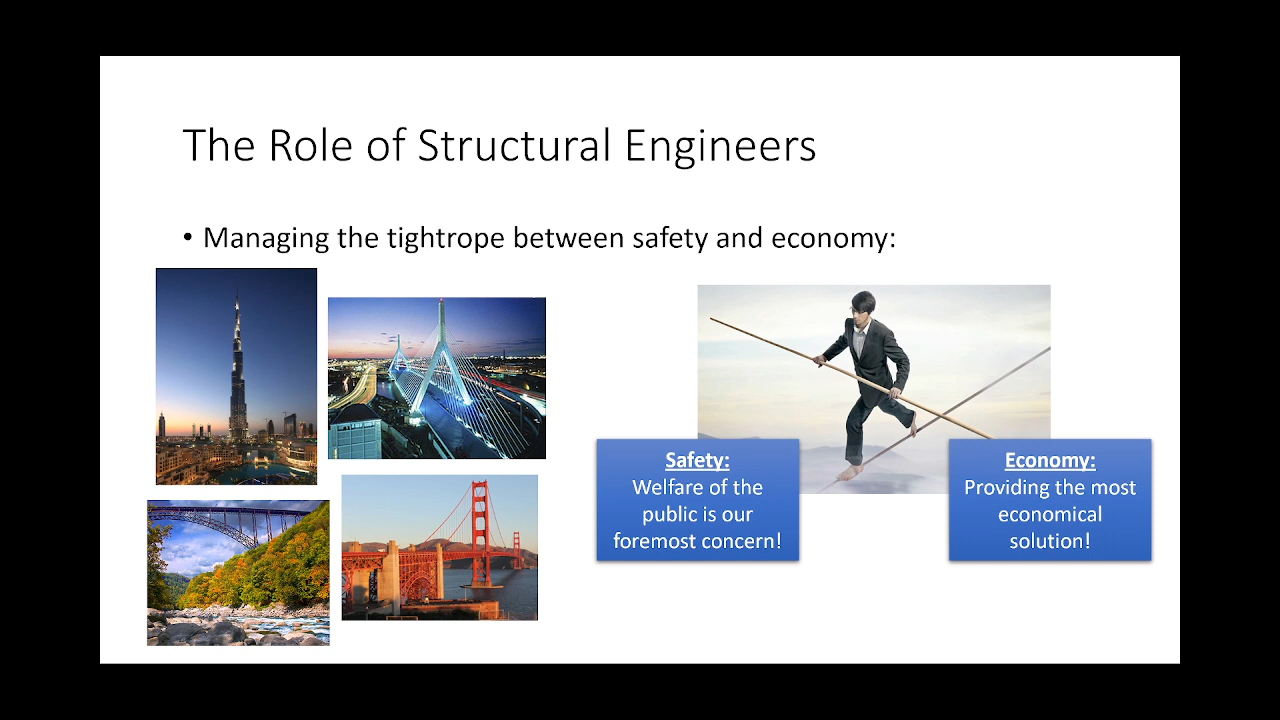 The Role of Structural Engineers
• Managing the tightrope between safety and economy:
Safety:
Welfare of the
public is our
foremost concern!
Economy:
Providing the most
economical
solution!